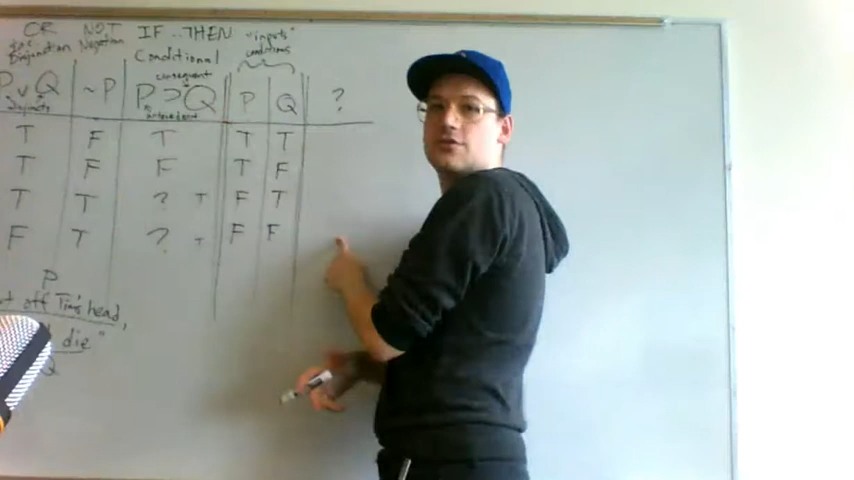 OR NOT IF...THEN "inputs"
Disjunction Negation Conditional conditions
consequent
P v Q ~P P ⊃ Q P Q ?
Disjuncts antecedent
T F T T T
T F F T F
T T ? T F T
F T ? T F F
P
t off Tim's head,
die"
Q